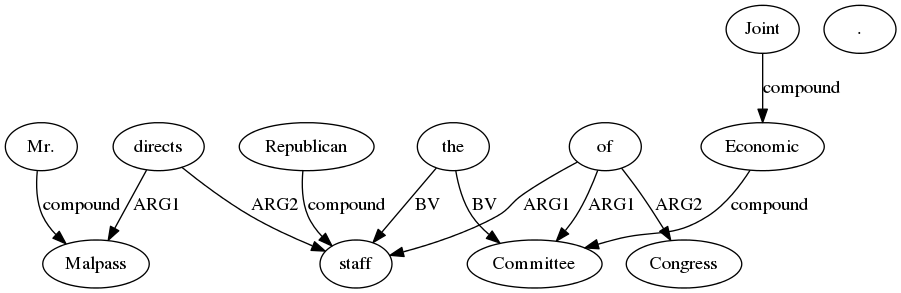 Joint .
compound
Mr. directs Republican the of Economic
compound ARG1 ARG2 compound BV BV ARG1 ARG1 ARG2 compound
Malpass staff Committee Congress